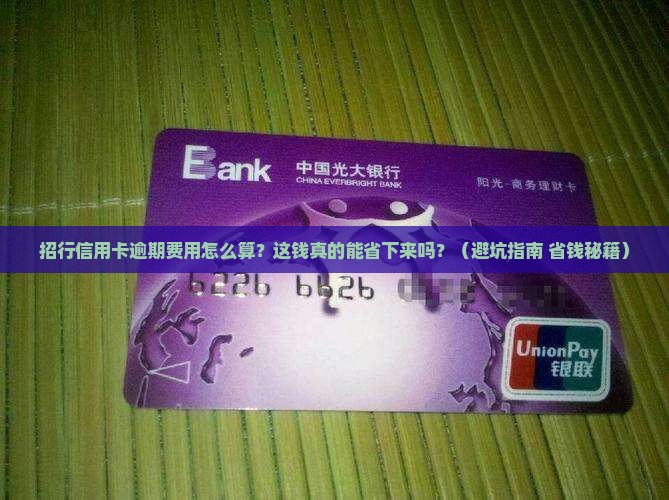 Bank
中国光大银行
CHINA EVERBRIGHT BANK
阳光-商务理财卡
招行信用卡逾期费用怎么算？这钱真的能省下来吗？（避坑指南 省钱秘籍）
6226 6626
UnionPay
银联